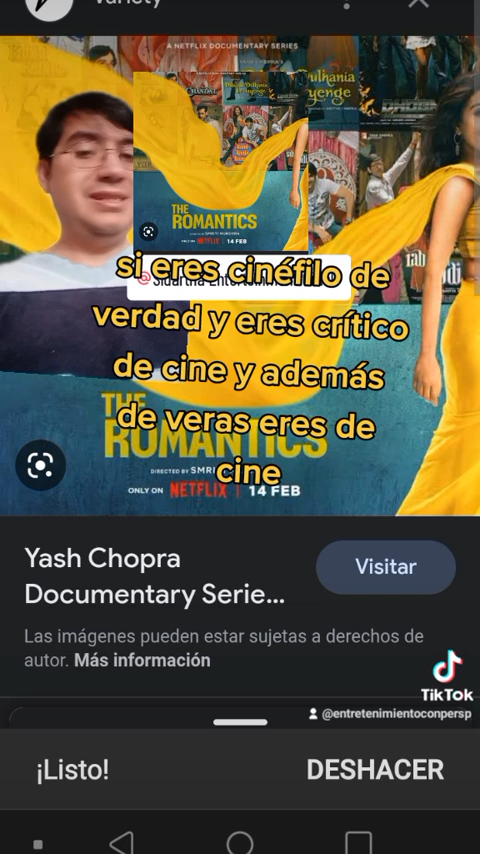 Variety
A NETFLIX DOCUMENTARY SERIES
THE
ROMANTICS
NETFLIX | 14 FEB
si eres cinéfilo de
verdad y eres crítico
de cine y además
de veras eres de
cine
THE
ROMANTICS
DIRECTED BY
ONLY ON NETFLIX | 14 FEB
Yash Chopra
Documentary Serie...
Visitar
Las imágenes pueden estar sujetas a derechos de
autor. Más información
TikTok
@entretenimientoconpersp
¡Listo!
DESHACER